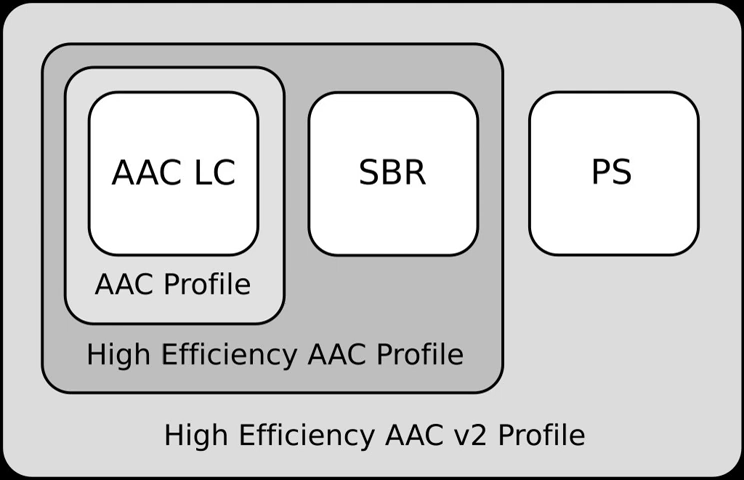 AAC LC
SBR
PS
AAC Profile
High Efficiency AAC Profile
High Efficiency AAC v2 Profile